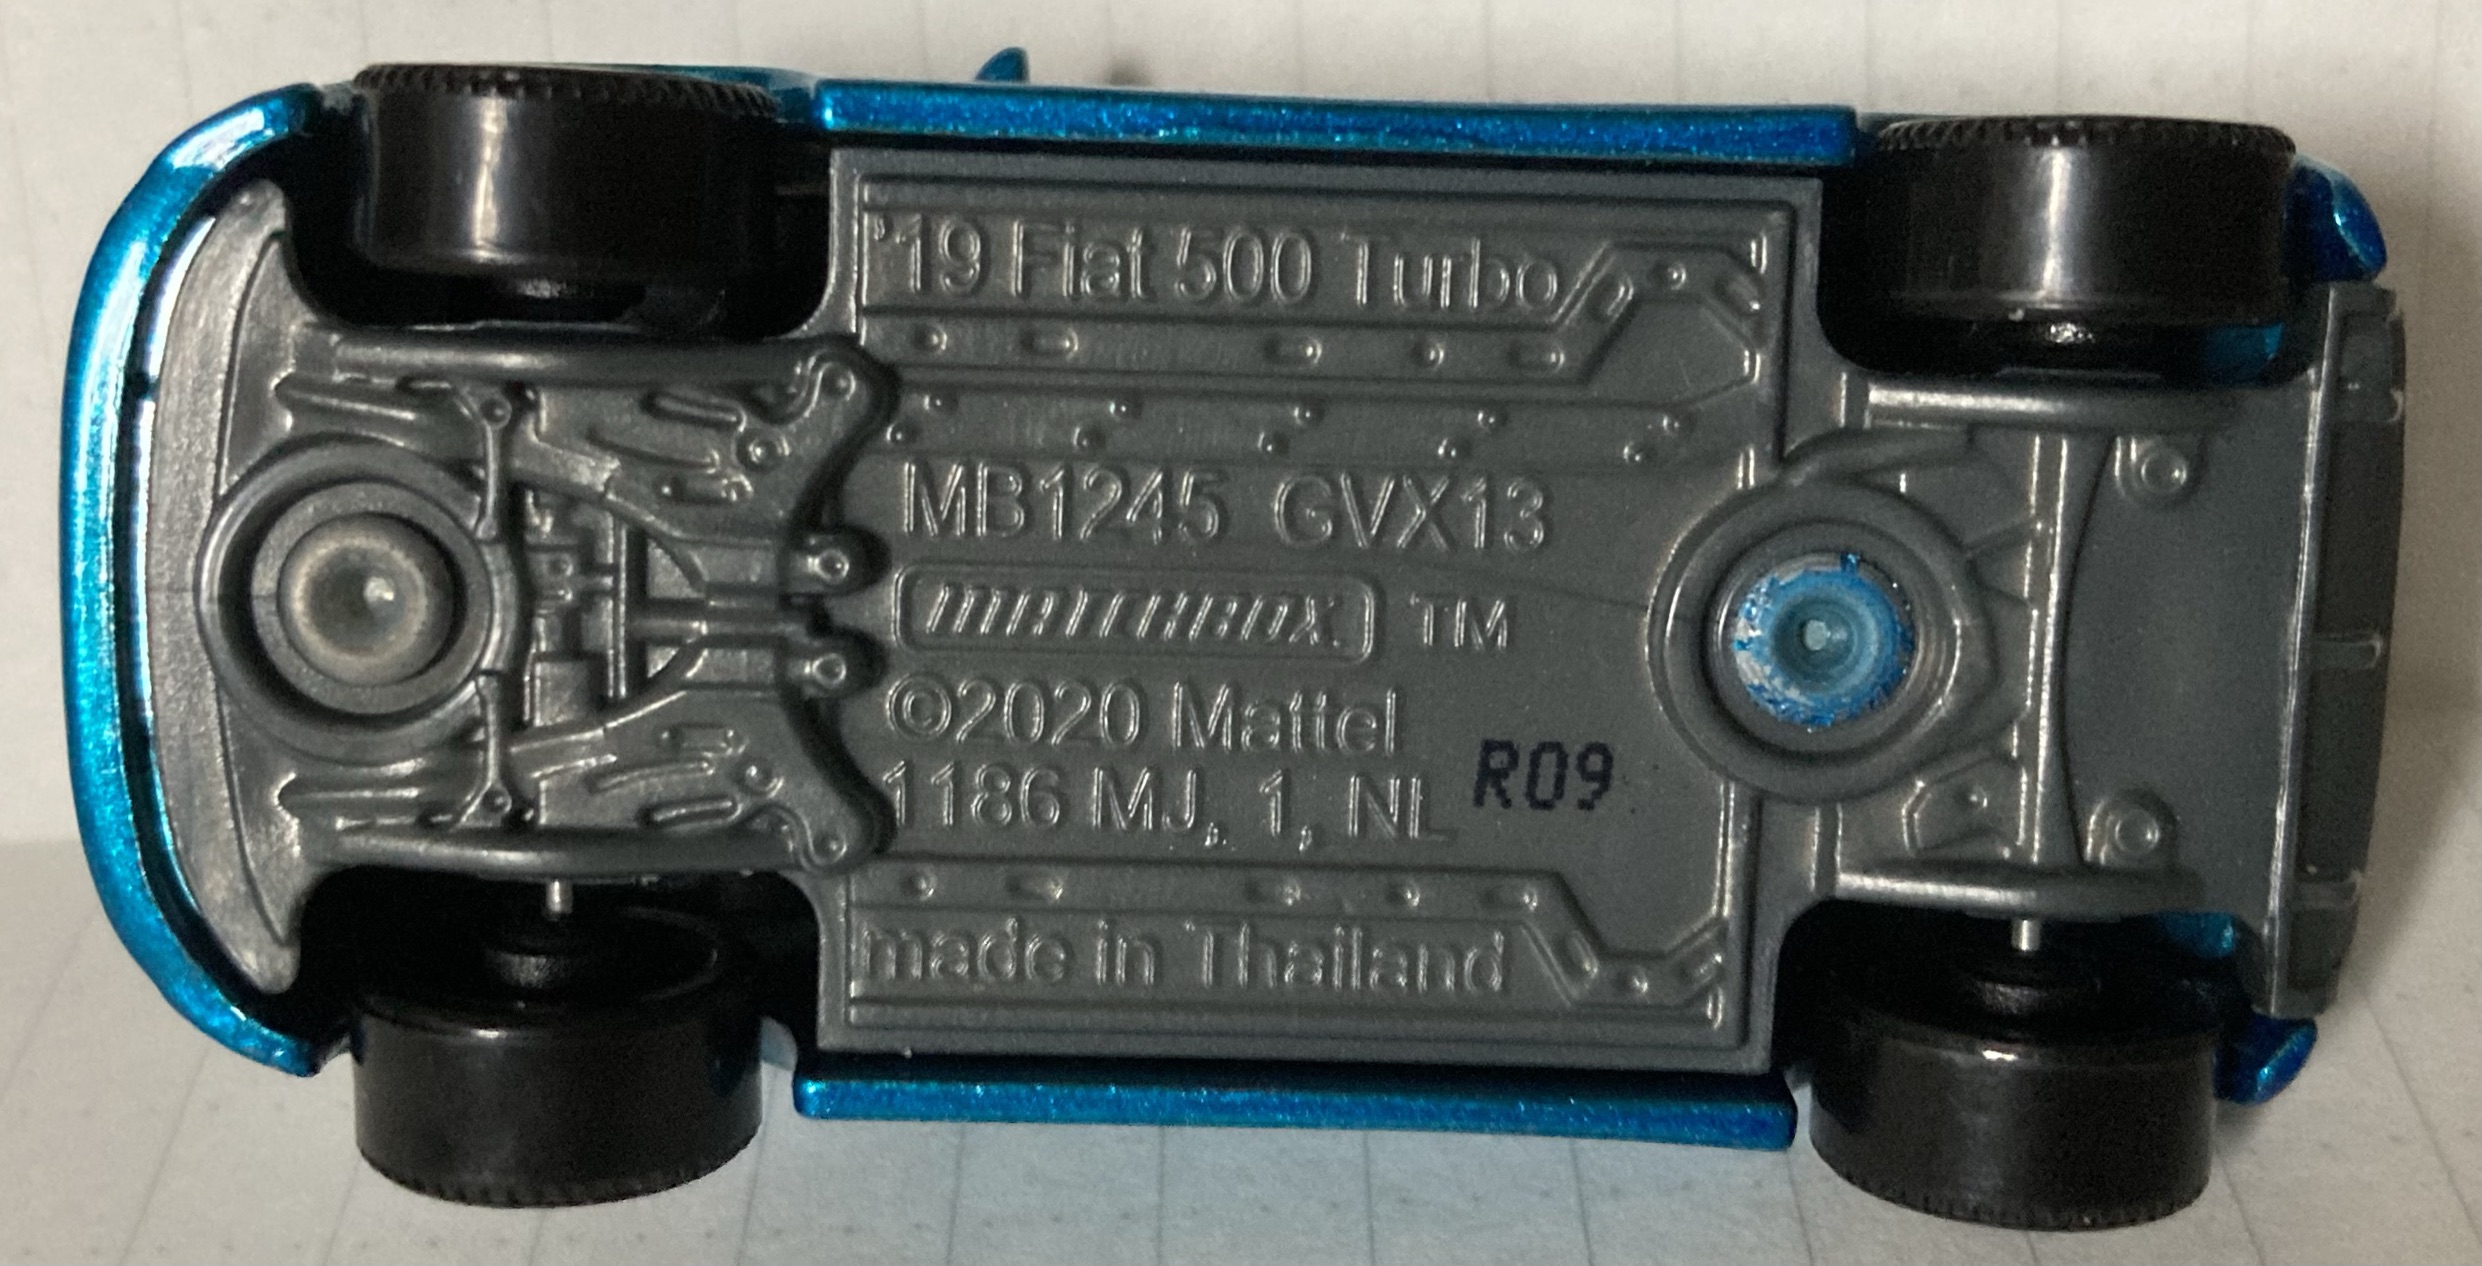 '19 Fiat 500 Turbo
MB1245 GVX13
MATCHBOX TM
©2020 Mattel
1186 MJ, 1, NL R09
made in Thailand